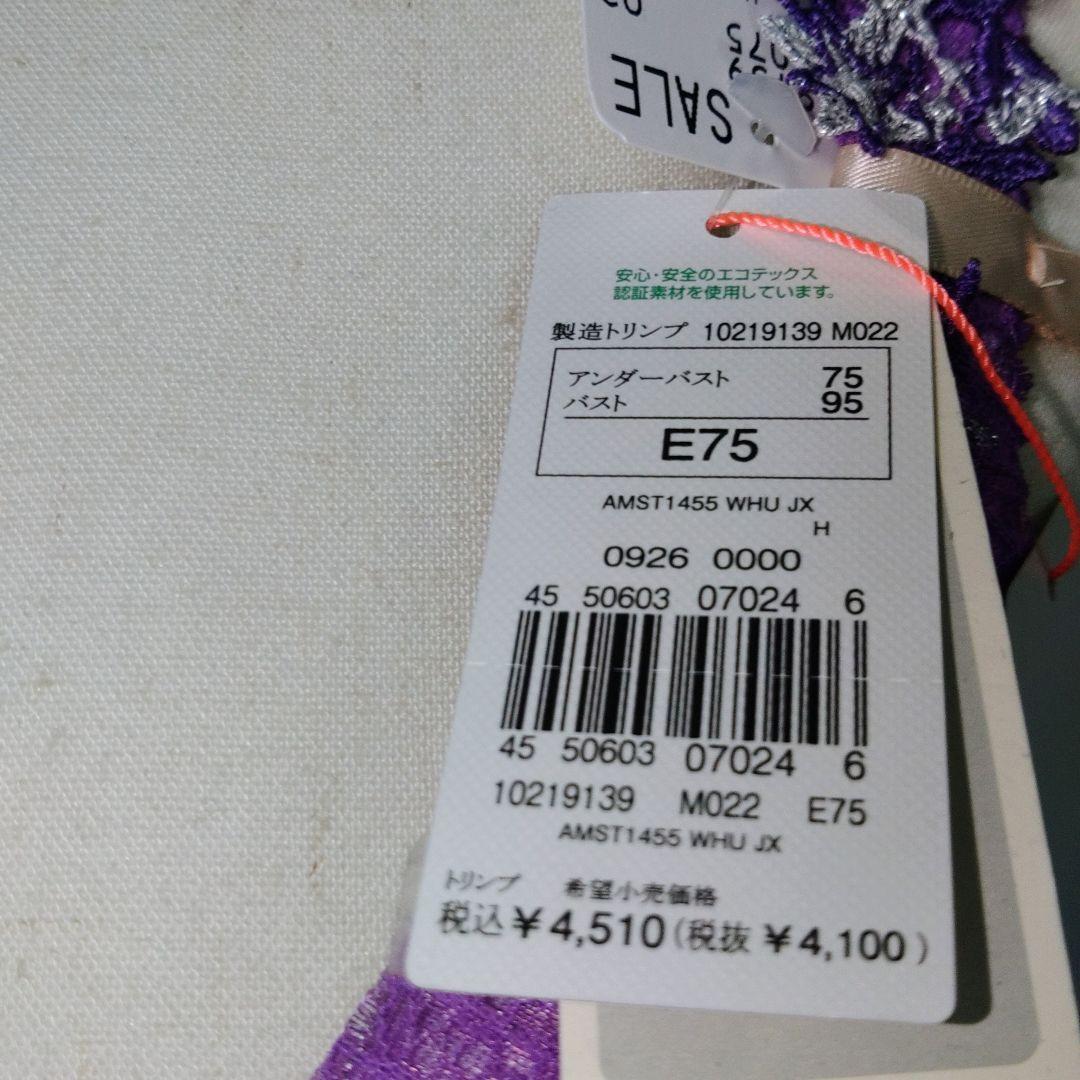 SALE
安心・安全のエコテックス
認証素材を使用しています。
製造トリンプ 10219139 M022
アンダーバスト 75
バスト 95
E75
AMST1455 WHU JX
H
0926 0000
45 50603 07024 6
45 50603 07024 6
10219139 M022 E75
AMST1455 WHU JX
トリンプ 希望小売価格
税込¥4,510(税抜 ¥4,100)